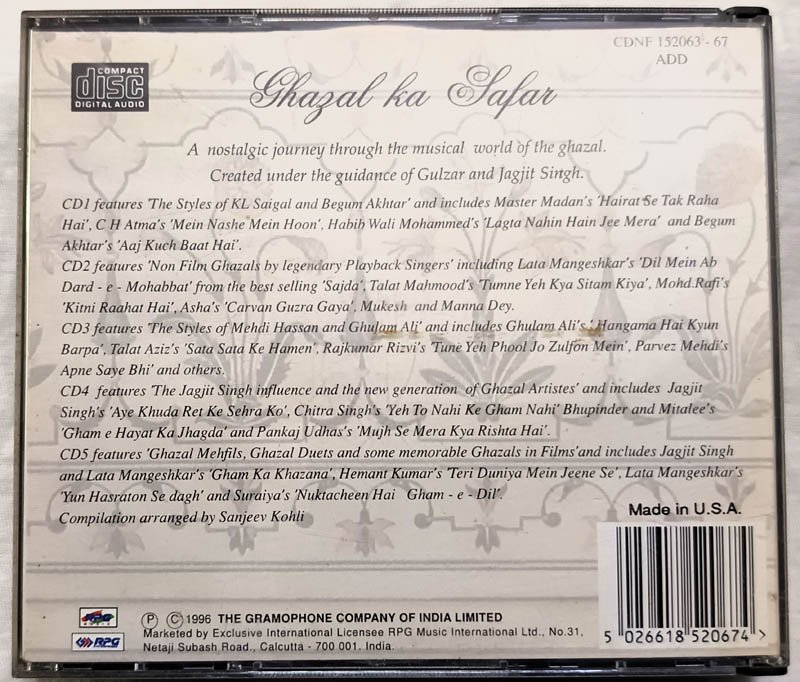 CDNF 152063 - 67
ADD
COMPACT
disc
DIGITAL AUDIO
Ghazal ka Safar
A nostalgic journey through the musical world of the ghazal.
Created under the guidance of Gulzar and Jagjit Singh.
CD1 features 'The Styles of KL Saigal and Begum Akhtar' and includes Master Madan's 'Hairat Se Tak Raha
Hai', C H Atma's 'Mein Nashe Mein Hoon', Habib Wali Mohammed's 'Lagta Nahin Hain Jee Mera' and Begum
Akhtar's 'Aaj Kuch Baat Hai'.
CD2 features 'Non Film Ghazals by legendary Playback Singers' including Lata Mangeshkar's 'Dil Mein Ab
Dard - e - Mohabbat' from the best selling 'Sajda', Talat Mahmood's 'Tumne Yeh Kya Sitam Kiya', Mohd.Rafi's
'Kitni Raahat Hai', Asha's 'Carvan Guzra Gaya', Mukesh and Manna Dey.
CD3 features 'The Styles of Mehdi Hassan and Ghulam Ali' and includes Ghulam Ali's ' Hangama Hai Kyun
Barpa', Talat Aziz's 'Sata Sata Ke Hamen', Rajkumar Rizvi's 'Tune Yeh Phool Jo Zulfon Mein', Parvez Mehdi's
Apne Saye Bhi' and others.
CD4 features 'The Jagjit Singh influence and the new generation of Ghazal Artistes' and includes Jagjit
Singh's 'Aye Khuda Ret Ke Sehra Ko', Chitra Singh's 'Yeh To Nahi Ke Gham Nahi' Bhupinder and Mitalee's
'Gham e Hayat Ka Jhagda' and Pankaj Udhas's 'Mujh Se Mera Kya Rishta Hai'.
CD5 features 'Ghazal Mehfils, Ghazal Duets and some memorable Ghazals in Films'and includes Jagjit Singh
and Lata Mangeshkar's 'Gham Ka Khazana', Hemant Kumar's 'Teri Duniya Mein Jeene Se', Lata Mangeshkar's
'Yun Hasraton Se dagh' and Suraiya's 'Nuktacheen Hai Gham - e - Dil'.
Compilation arranged by Sanjeev Kohli
Made in U.S.A.
RPG
MUSIC
RPG
P C 1996 THE GRAMOPHONE COMPANY OF INDIA LIMITED
Marketed by Exclusive International Licensee RPG Music International Ltd., No.31,
Netaji Subash Road., Calcutta - 700 001, India.
5 026618 520674 >